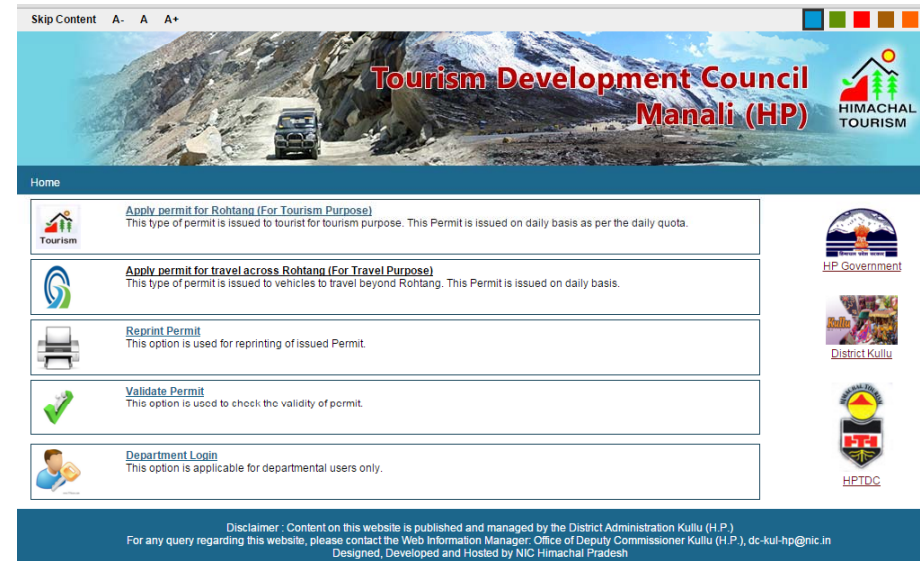 Skip Content A- A A+
Tourism Development Council
Manali (HP)
HIMACHAL
TOURISM
Home
Apply permit for Rohtang (For Tourism Purpose)
This type of permit is issued to tourist for tourism purpose. This Permit is issued on daily basis as per the daily quota.
Tourism
Apply permit for travel across Rohtang (For Travel Purpose)
This type of permit is issued to vehicles to travel beyond Rohtang. This Permit is issued on daily basis.
Reprint Permit
This option is used for reprinting of issued Permit.
Validate Permit
This option is used to check the validity of permit.
Department Login
This option is applicable for departmental users only.
HP Government
Kullu
District Kullu
HIMACHAL TOURISM
HPTDC
Disclaimer : Content on this website is published and managed by the District Administration Kullu (H.P.)
For any query regarding this website, please contact the Web Information Manager: Office of Deputy Commissioner Kullu (H.P.), dc-kul-hp@nic.in
Designed, Developed and Hosted by NIC Himachal Pradesh